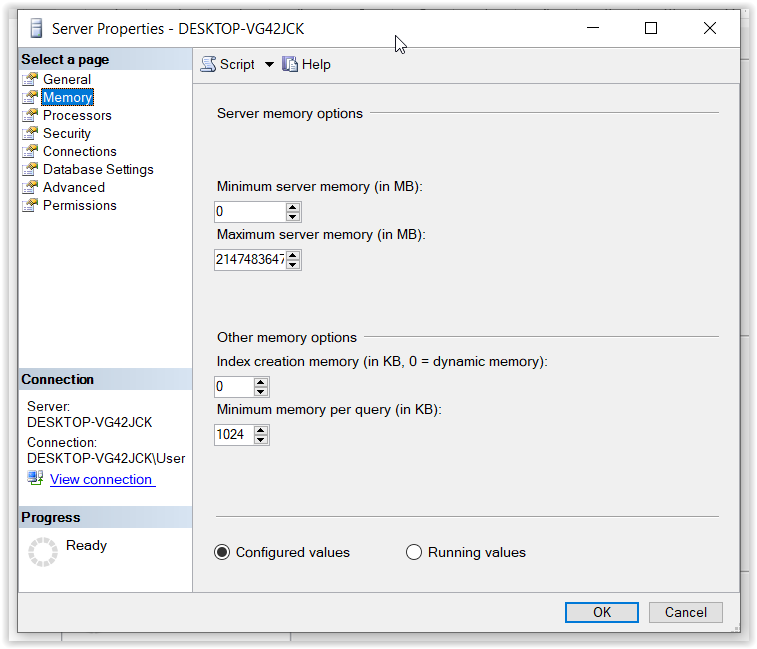 Server Properties - DESKTOP-VG42JCK
Select a page
General
Memory
Processors
Security
Connections
Database Settings
Advanced
Permissions
Connection
Server:
DESKTOP-VG42JCK
Connection:
DESKTOP-VG42JCK\User
View connection
Progress
Ready
Script
Help
Server memory options
Minimum server memory (in MB):
0
Maximum server memory (in MB):
2147483647
Other memory options
Index creation memory (in KB, 0 = dynamic memory):
0
Minimum memory per query (in KB):
1024
Configured values
Running values
OK
Cancel